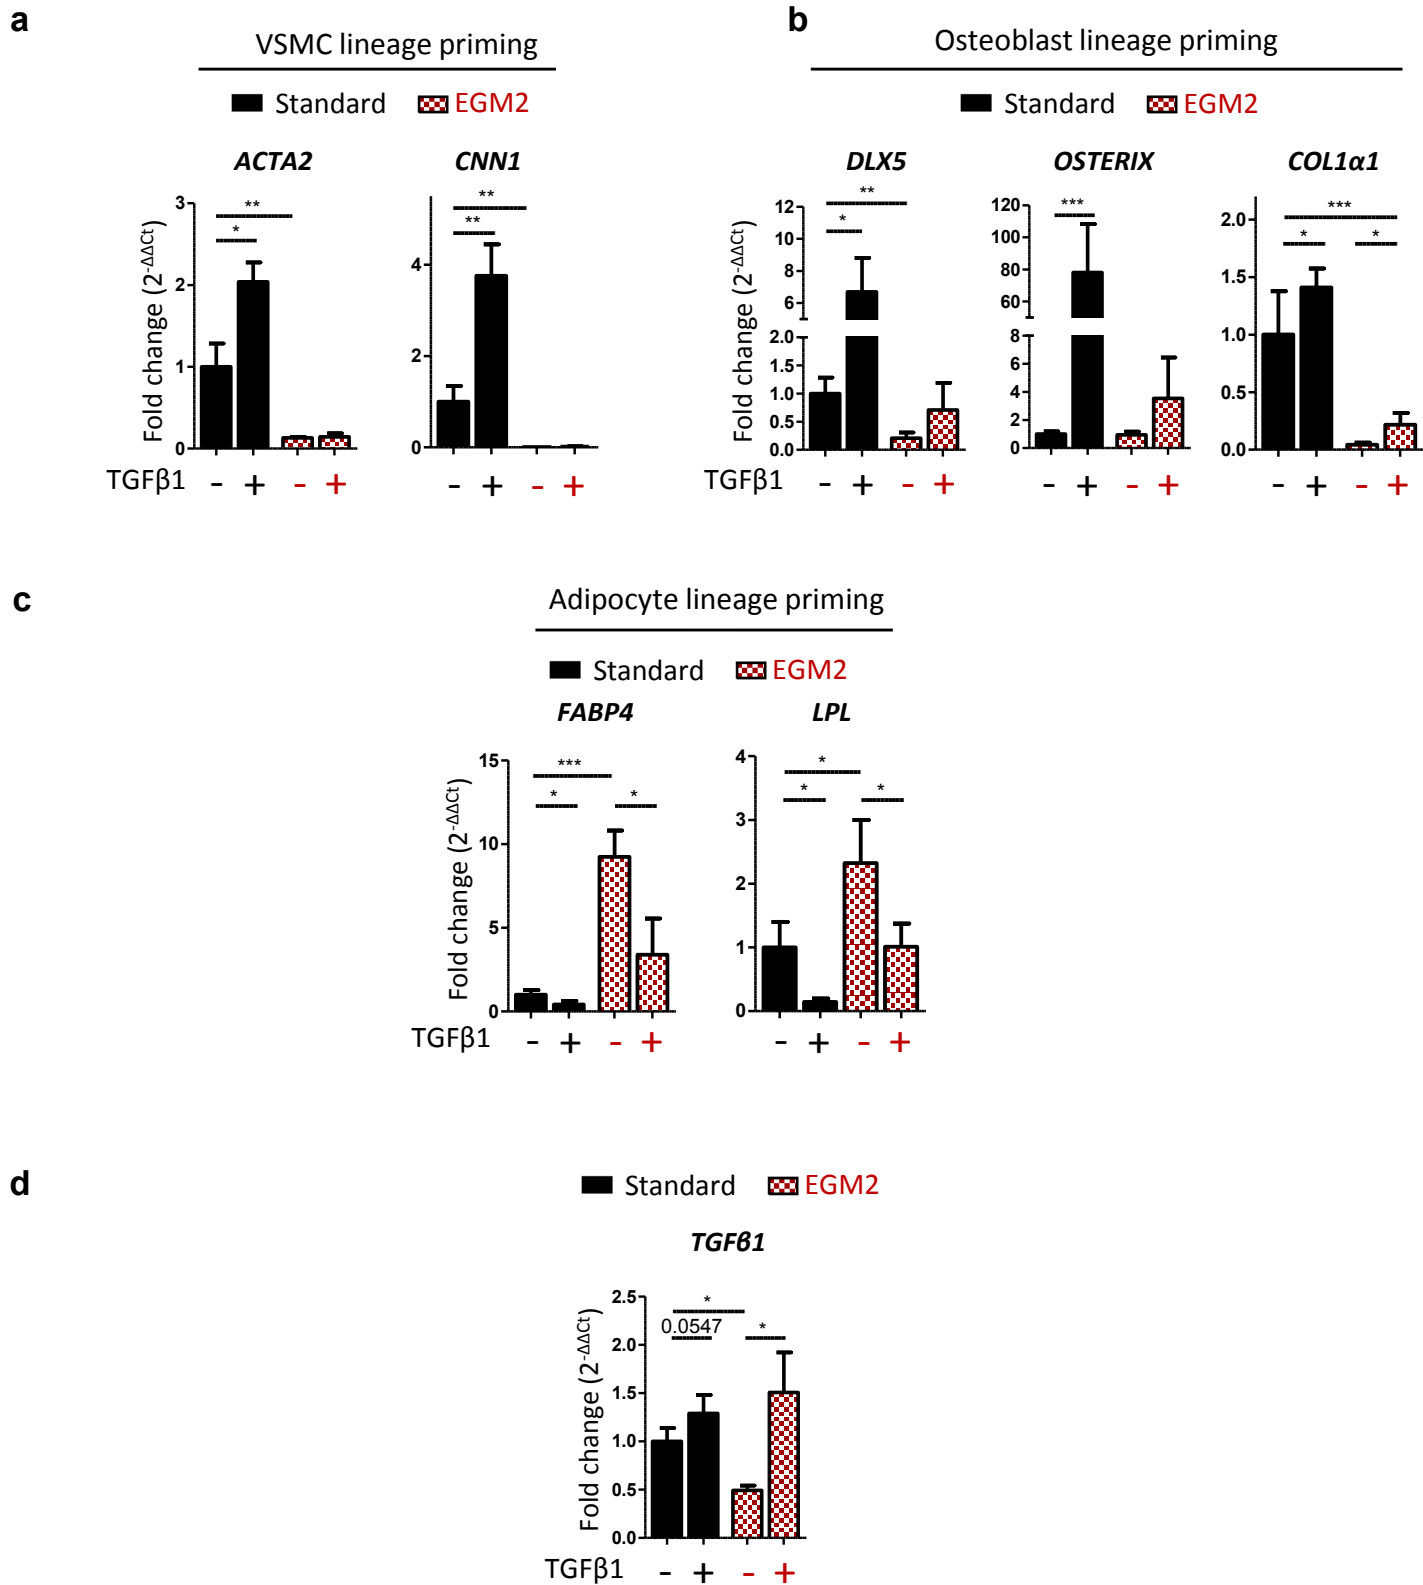 a
VSMC lineage priming
Standard EGM2
ACTA2 CNN1
Fold change (2-ΔΔCt)
3
2
1
0
** *
4
2
0
** **
TGFβ1 - + - + - + - +
b
Osteoblast lineage priming
Standard EGM2
DLX5 OSTERIX COL1α1
Fold change (2-ΔΔCt)
12
10
8
6
2.0
1.5
1.0
0.5
0.0
** *
120
100
80
60
8
6
4
2
0
***
2.0
1.5
1.0
0.5
0.0
***
* *
TGFβ1 - + - + - + - + - + - +
c
Adipocyte lineage priming
Standard EGM2
FABP4 LPL
Fold change (2-ΔΔCt)
15
10
5
0
***
* *
4
3
2
1
0
*
* *
TGFβ1 - + - + - + - +
d
Standard EGM2
TGFβ1
Fold change (2-ΔΔCt)
2.5
2.0
1.5
1.0
0.5
0.0
*
0.0547 *
TGFβ1 - + - +